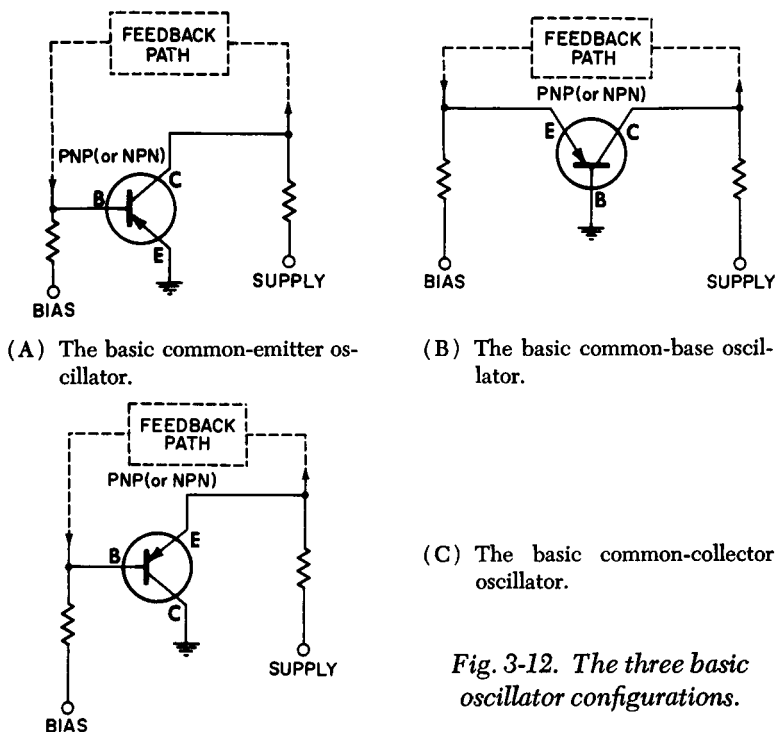 FEEDBACK
PATH
PNP(or NPN)
C
B
E
SUPPLY
BIAS
(A) The basic common-emitter os-
cillator.
FEEDBACK
PATH
PNP(or NPN)
E
C
B
BIAS
SUPPLY
(B) The basic common-base oscil-
lator.
FEEDBACK
PATH
PNP(or NPN)
B
E
C
SUPPLY
BIAS
(C) The basic common-collector
oscillator.
Fig. 3-12. The three basic
oscillator configurations.